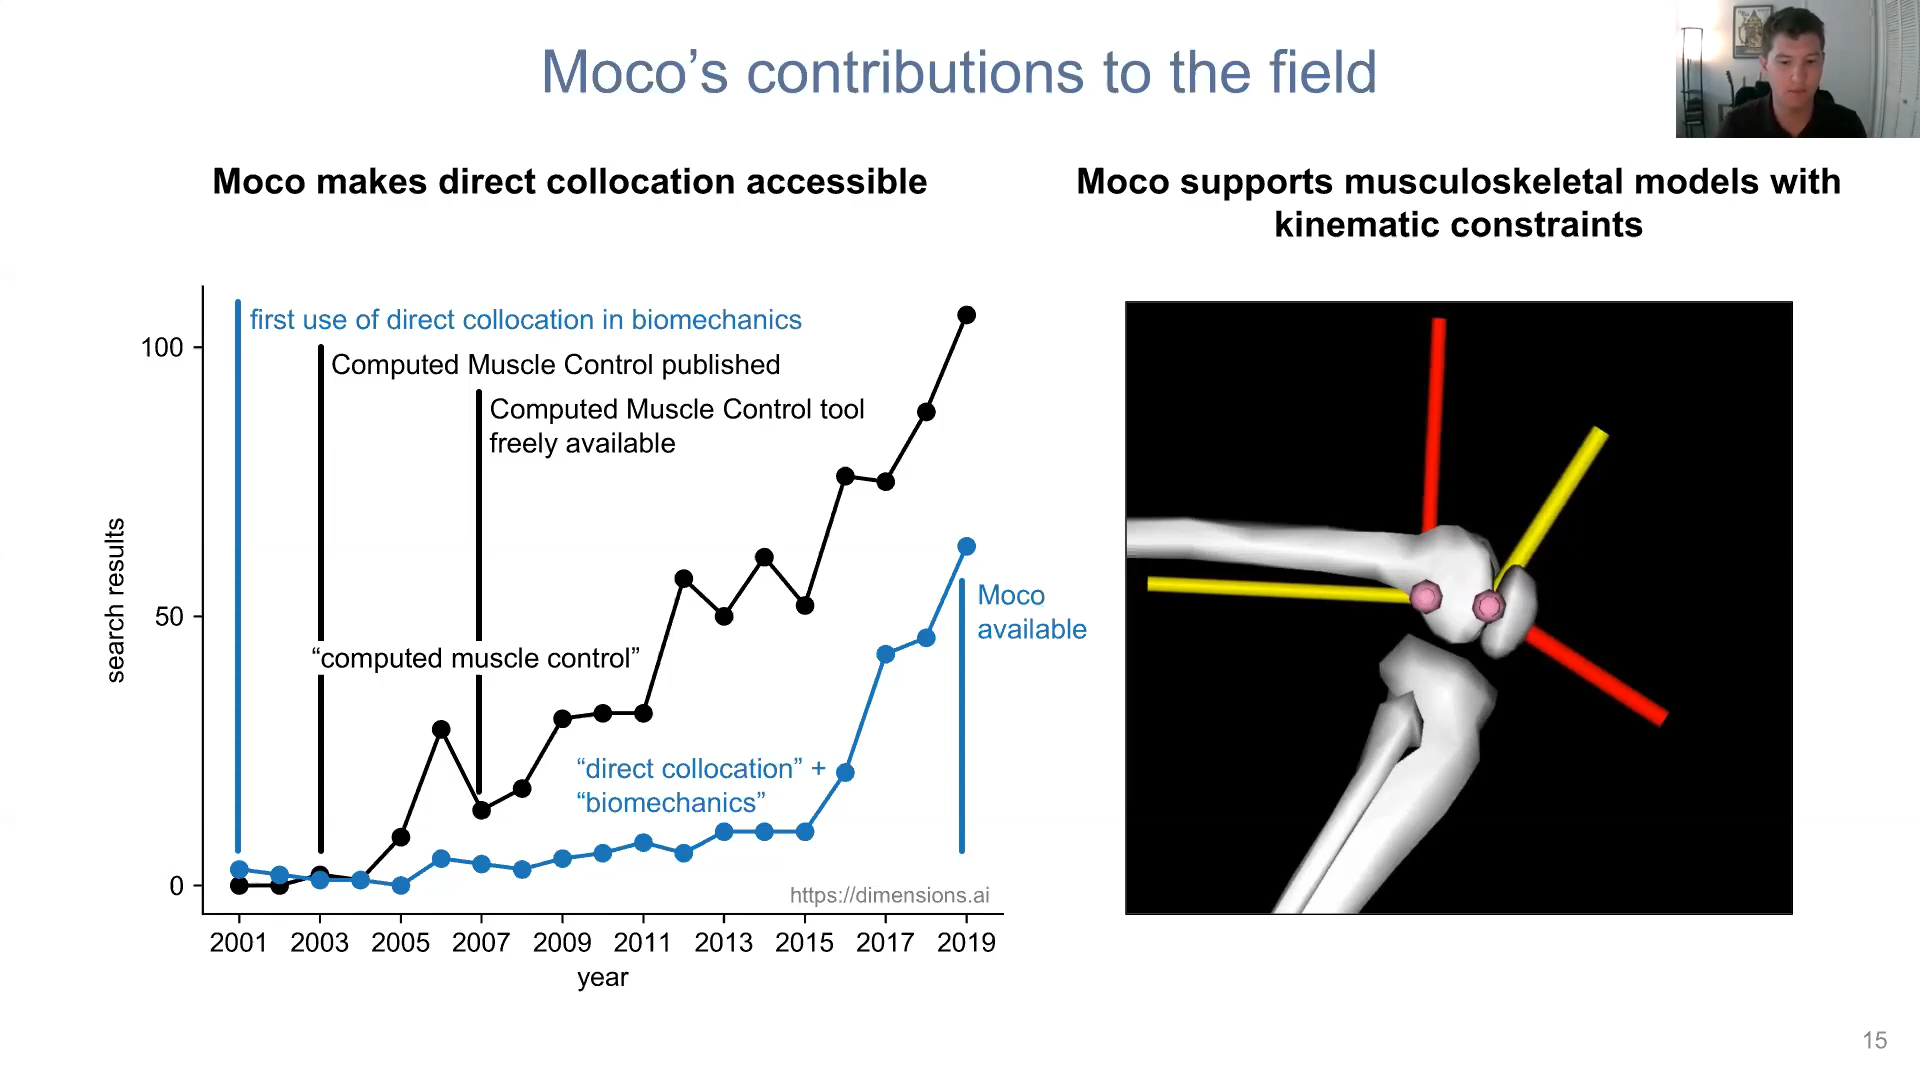 Moco’s contributions to the field
Moco makes direct collocation accessible
Moco supports musculoskeletal models with
kinematic constraints
first use of direct collocation in biomechanics
Computed Muscle Control published
Computed Muscle Control tool
freely available
100
50
0
search results
“computed muscle control”
“direct collocation” +
“biomechanics”
Moco
available
https://dimensions.ai
2001 2003 2005 2007 2009 2011 2013 2015 2017 2019
year
15